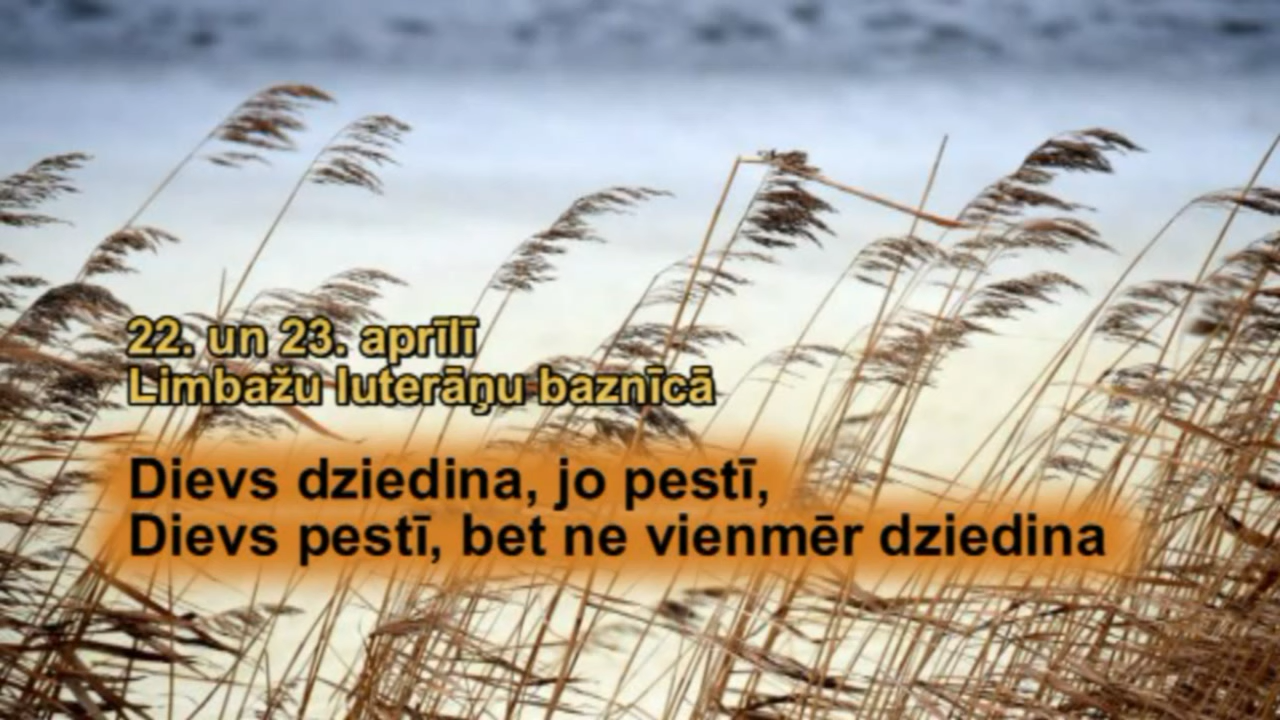 22. un 23. aprīlī
Limbažu luterāņu baznīcā
Dievs dziedina, jo pestī,
Dievs pestī, bet ne vienmēr dziedina